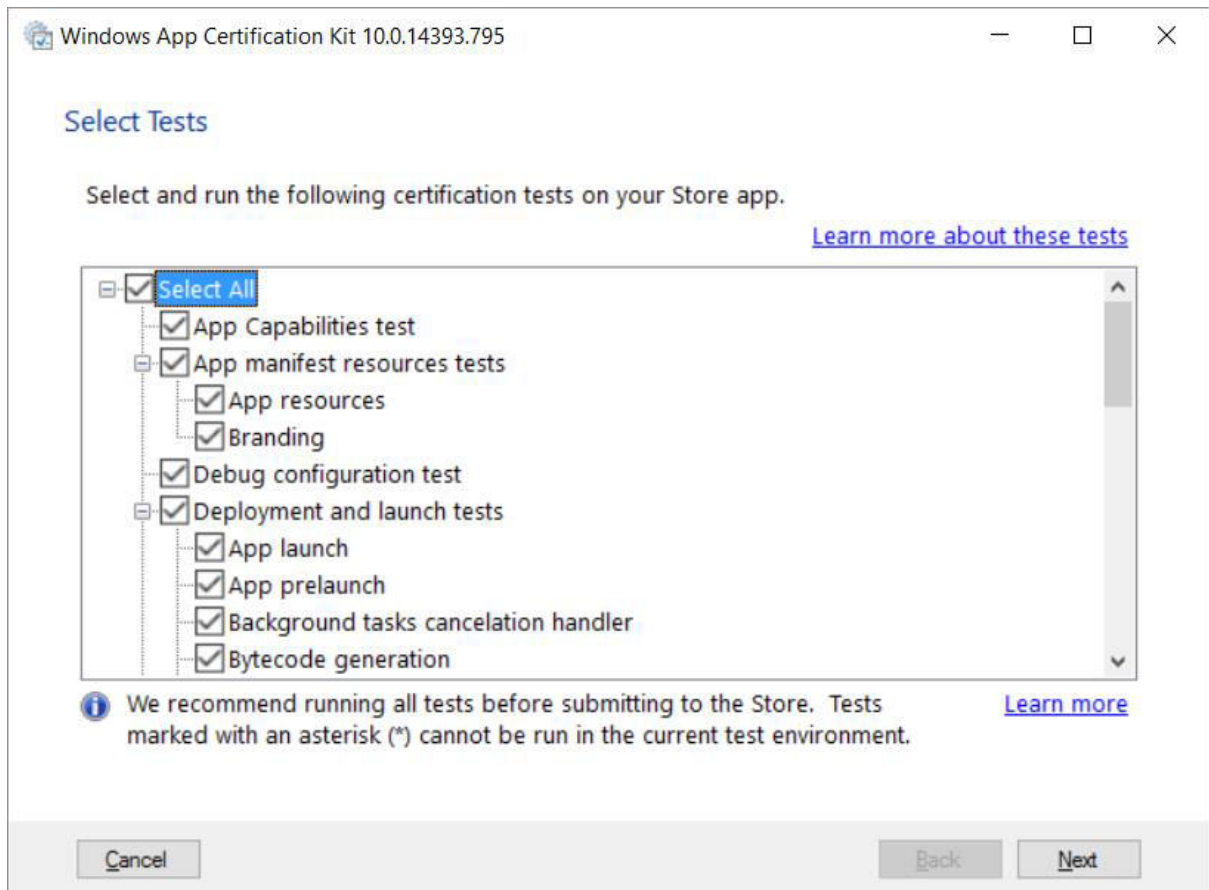 Windows App Certification Kit 10.0.14393.795
Select Tests
Select and run the following certification tests on your Store app.
Learn more about these tests
Select All
App Capabilities test
App manifest resources tests
App resources
Branding
Debug configuration test
Deployment and launch tests
App launch
App prelaunch
Background tasks cancelation handler
Bytecode generation
We recommend running all tests before submitting to the Store. Tests Learn more
marked with an asterisk (*) cannot be run in the current test environment.
Cancel Back Next